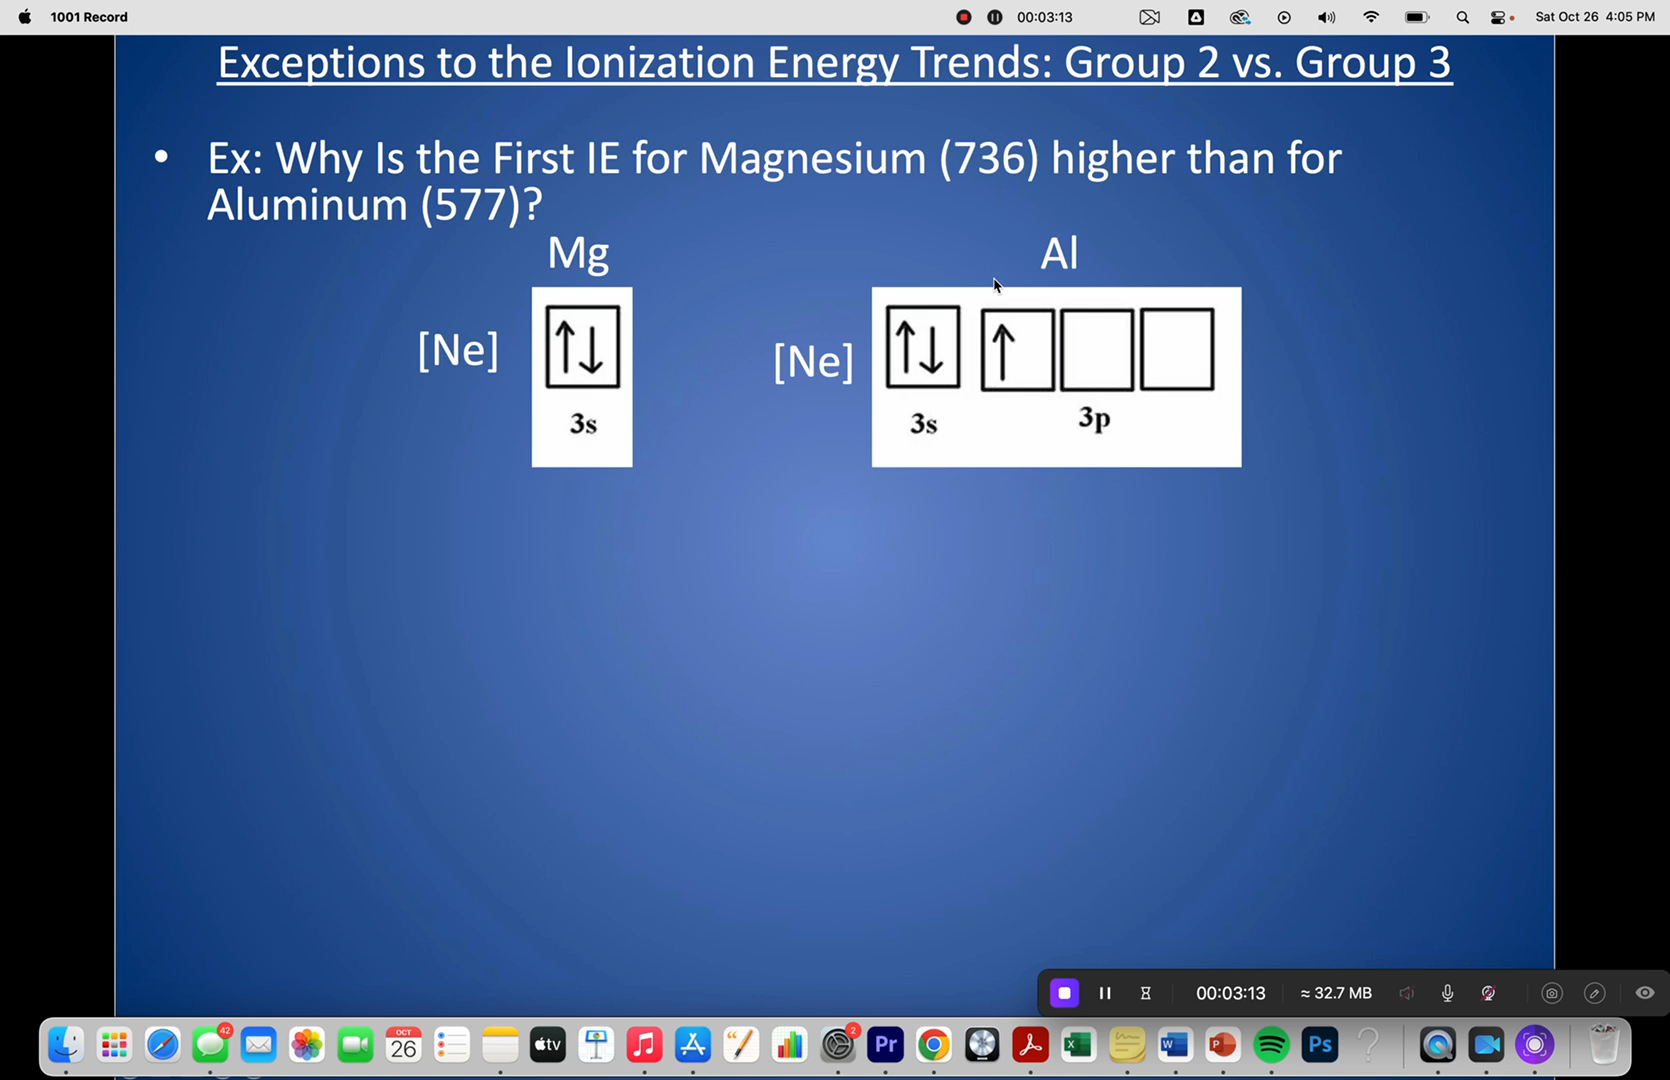 1001 Record
00:03:13
Sat Oct 26 4:05 PM
Exceptions to the Ionization Energy Trends: Group 2 vs. Group 3
• Ex: Why Is the First IE for Magnesium (736) higher than for
Aluminum (577)?
Mg
Al
[Ne]
3s
[Ne]
3s
3p
00:03:13
≈ 32.7 MB
42
OCT
26
tv
2
Pr
X
W
P
Ps
?